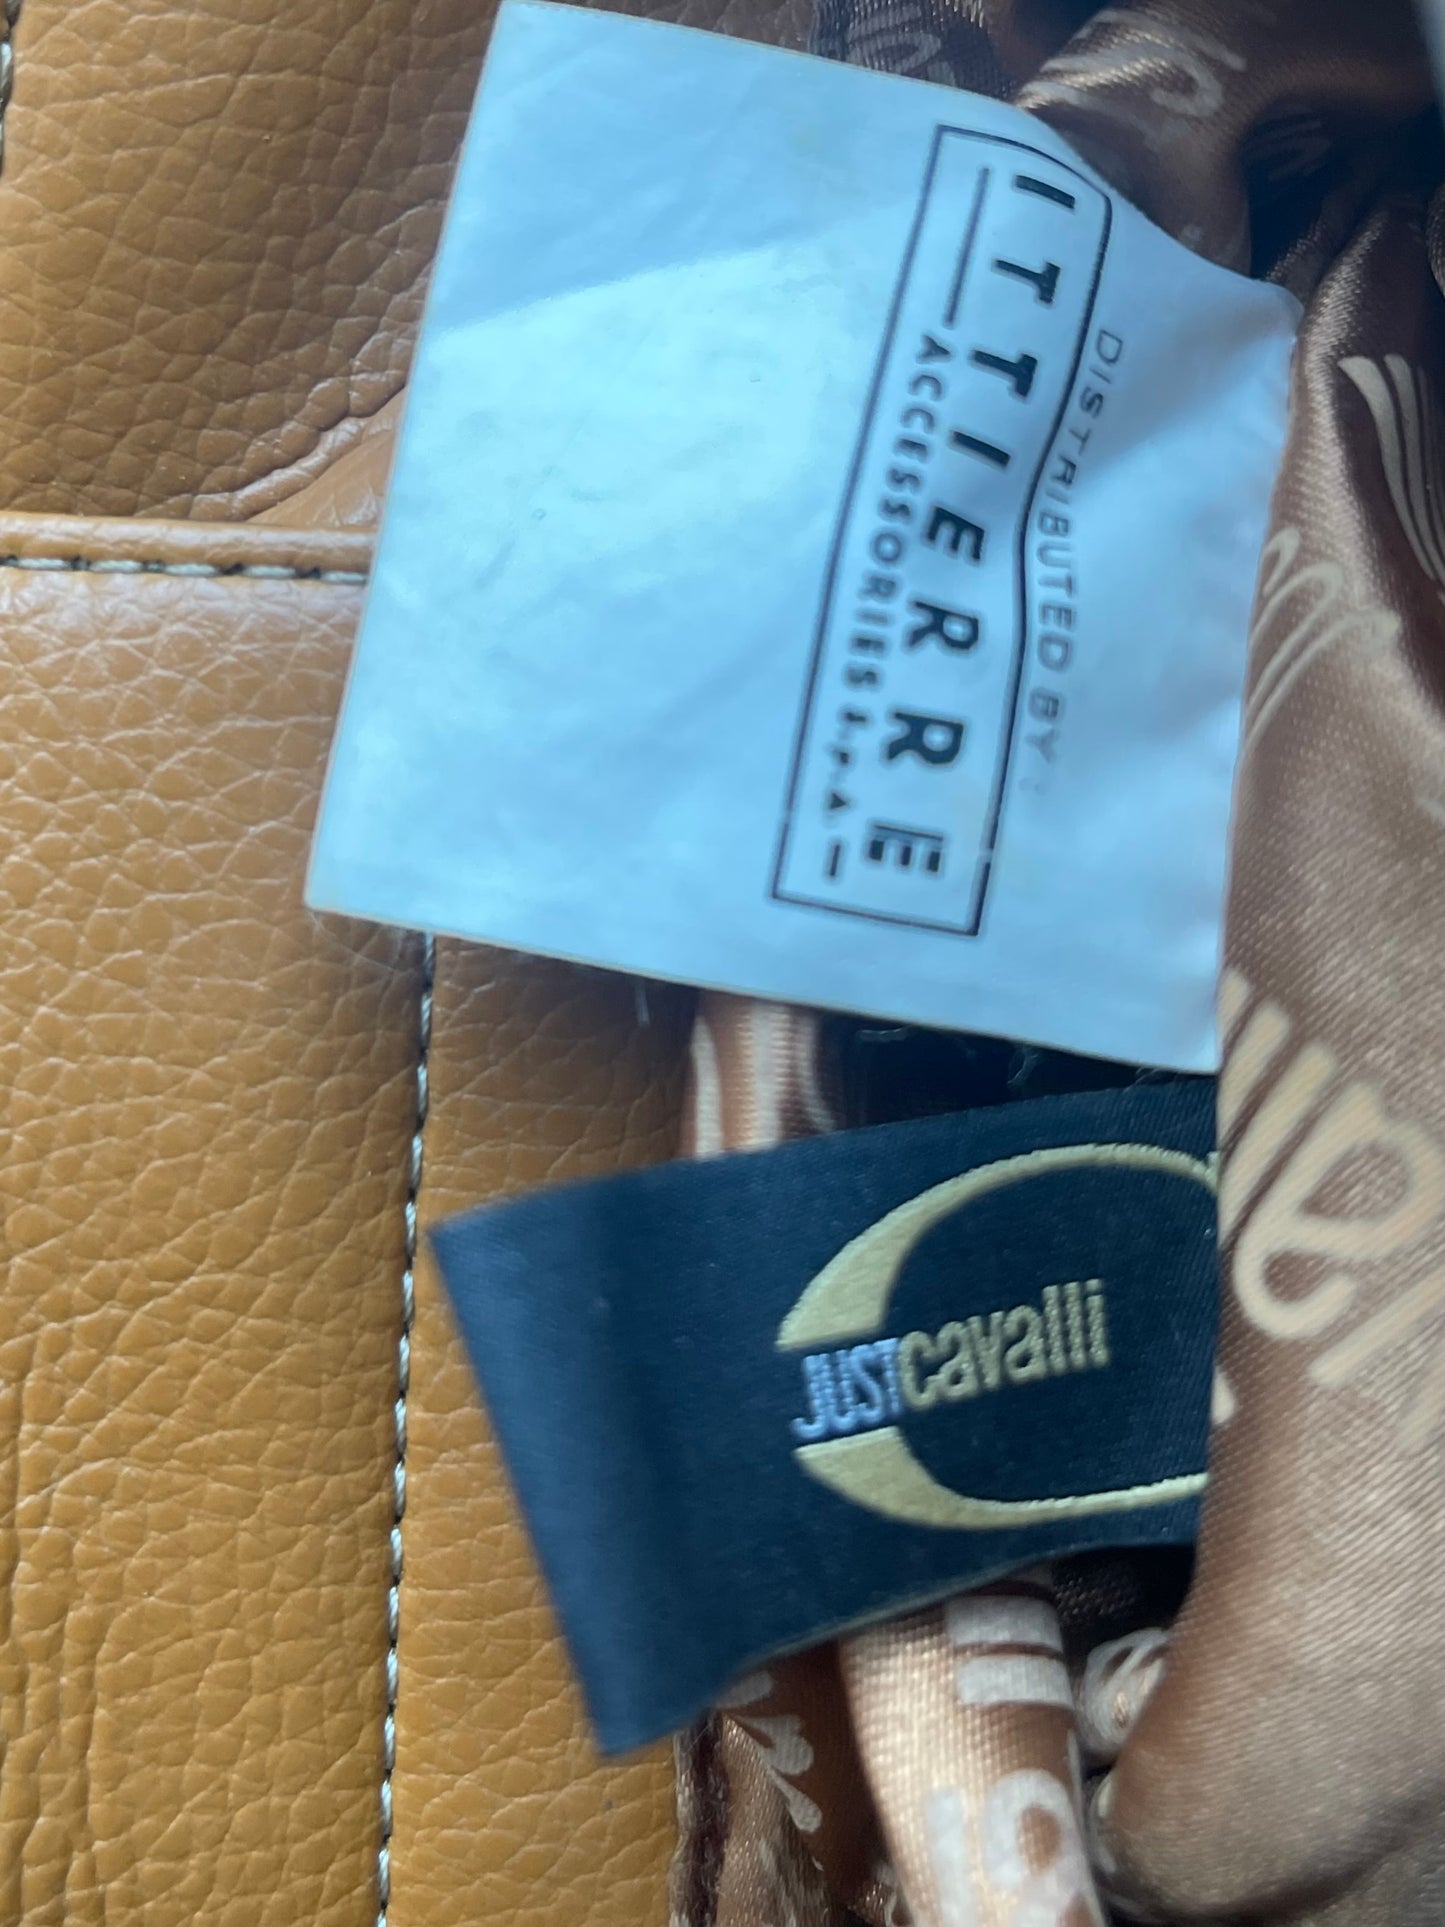 DISTRIBUTED BY:
ITTIERRE
ACCESSORIES S.P.A.
JUST cavalli